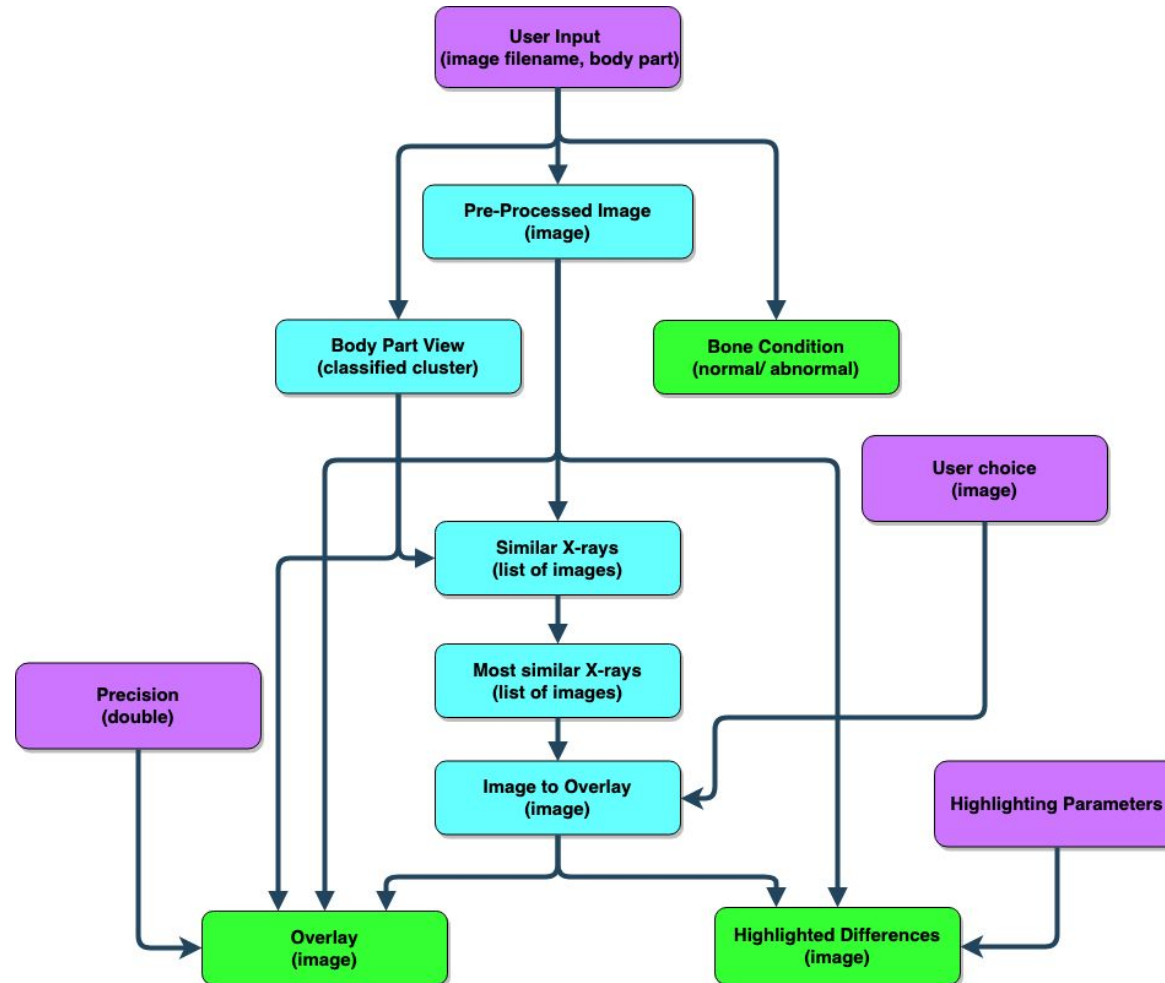 User Input
(image filename, body part)
Pre-Processed Image
(image)
Body Part View
(classified cluster)
Bone Condition
(normal/ abnormal)
User choice
(image)
Similar X-rays
(list of images)
Most similar X-rays
(list of images)
Precision
(double)
Image to Overlay
(image)
Highlighting Parameters
Overlay
(image)
Highlighted Differences
(image)